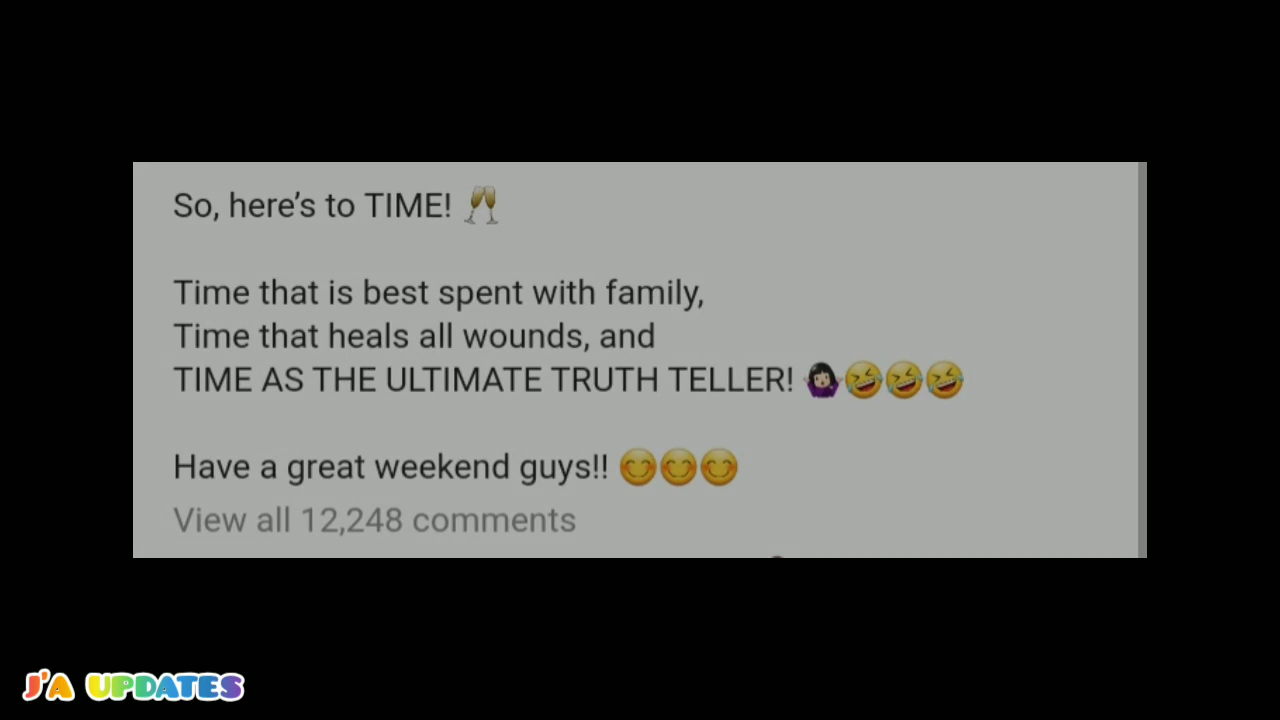 So, here’s to TIME! 🥂
Time that is best spent with family,
Time that heals all wounds, and
TIME AS THE ULTIMATE TRUTH TELLER! 🤷🏻‍♀️🤣🤣🤣
Have a great weekend guys!! 😊😊😊
View all 12,248 comments
J'A UPDATES